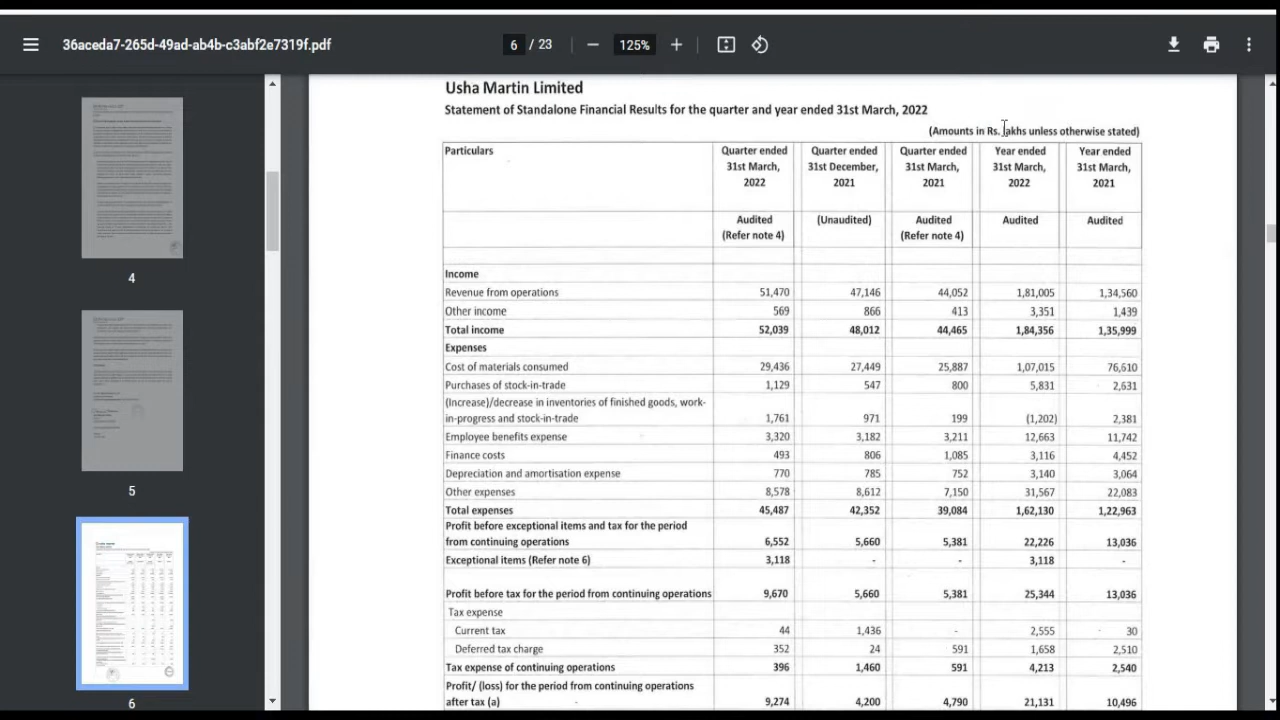 36aceda7-265d-49ad-ab4b-c3abf2e7319f.pdf 6 / 23 125%
4
5
6
Usha Martin Limited
Statement of Standalone Financial Results for the quarter and year ended 31st March, 2022
(Amounts in Rs. lakhs unless otherwise stated)
Particulars Quarter ended 31st March, 2022 Quarter ended 31st December, 2021 Quarter ended 31st March, 2021 Year ended 31st March, 2022 Year ended 31st March, 2021
Audited (Refer note 4) (Unaudited) Audited (Refer note 4) Audited Audited
Income
Revenue from operations 51,470 47,146 44,052 1,81,005 1,34,560
Other income 569 866 413 3,351 1,439
Total income 52,039 48,012 44,465 1,84,356 1,35,999
Expenses
Cost of materials consumed 29,436 27,449 25,887 1,07,015 76,610
Purchases of stock-in-trade 1,129 547 800 5,831 2,631
(Increase)/decrease in inventories of finished goods, work-
in-progress and stock-in-trade 1,761 971 199 (1,202) 2,381
Employee benefits expense 3,320 3,182 3,211 12,663 11,742
Finance costs 493 806 1,085 3,116 4,452
Depreciation and amortisation expense 770 785 752 3,140 3,064
Other expenses 8,578 8,612 7,150 31,567 22,083
Total expenses 45,487 42,352 39,084 1,62,130 1,22,963
Profit before exceptional items and tax for the period
from continuing operations 6,552 5,660 5,381 22,226 13,036
Exceptional items (Refer note 6) 3,118 - - 3,118 -
Profit before tax for the period from continuing operations 9,670 5,660 5,381 25,344 13,036
Tax expense
Current tax 44 1,436 - 2,555 30
Deferred tax charge 352 24 591 1,658 2,510
Tax expense of continuing operations 396 1,460 591 4,213 2,540
Profit/ (loss) for the period from continuing operations
after tax (a) 9,274 4,200 4,790 21,131 10,496